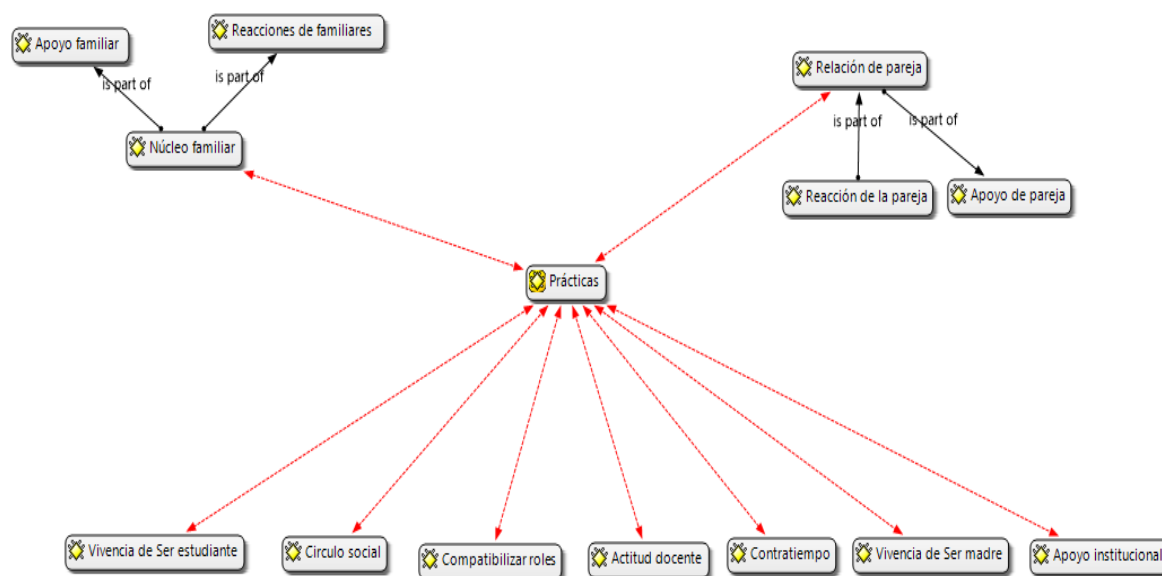 Apoyo familiar
Reacciones de familiares
is part of
is part of
Núcleo familiar
Relación de pareja
is part of
is part of
Reacción de la pareja
Apoyo de pareja
Prácticas
Vivencia de Ser estudiante
Circulo social
Compatibilizar roles
Actitud docente
Contratiempo
Vivencia de Ser madre
Apoyo institucional